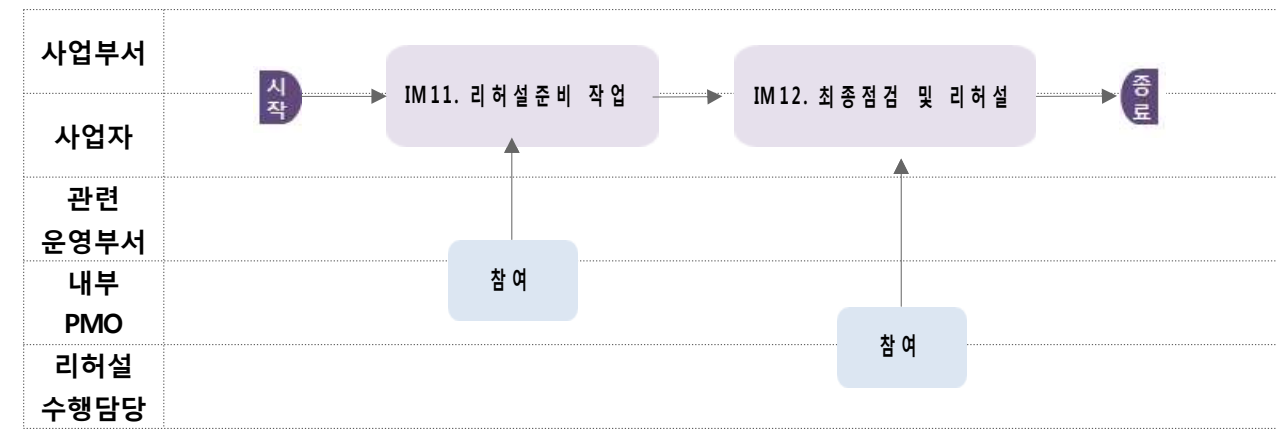 사업부서
시
작
IM11. 리허설준비 작업
IM12. 최종점검 및 리허설
종
료
사업자
관련
운영부서
내부
PMO
참여
참여
리허설
수행담당